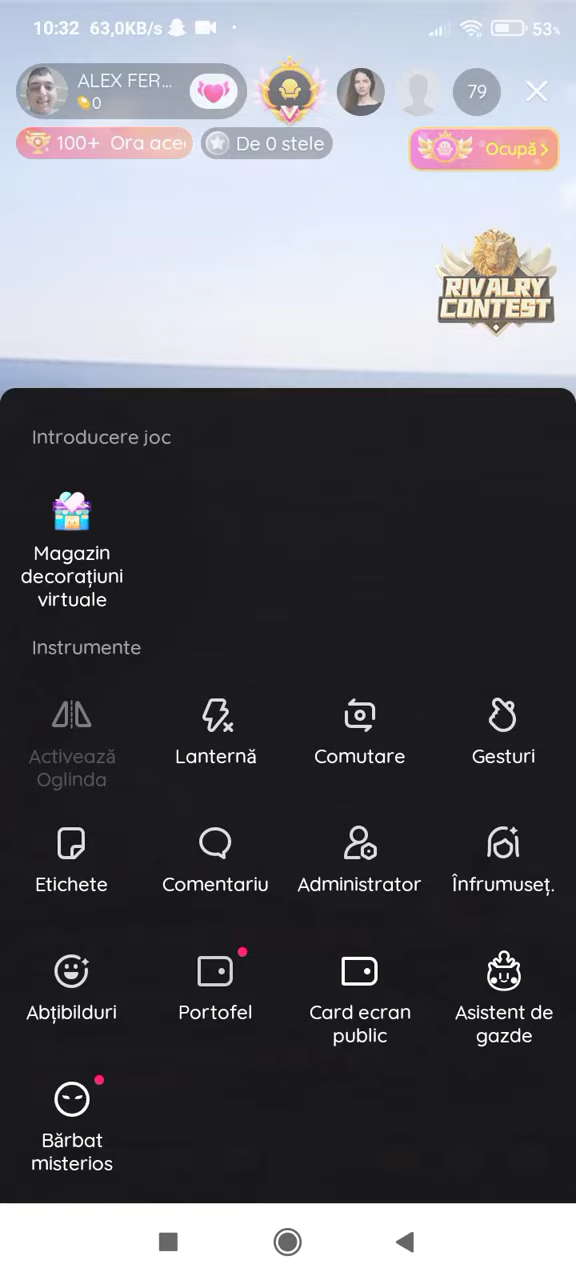 10:32 63,0KB/s 53%
ALEX FER...
0
79
100+ Ora ace
De 0 stele
Ocupă
RIVALRY
CONTEST
Introducere joc
Magazin
decorațiuni
virtuale
Instrumente
Activează
Oglinda
Lanternă
Comutare
Gesturi
Etichete
Comentariu
Administrator
Înfrumuseț.
Abțibilduri
Portofel
Card ecran
public
Asistent de
gazde
Bărbat
misterios